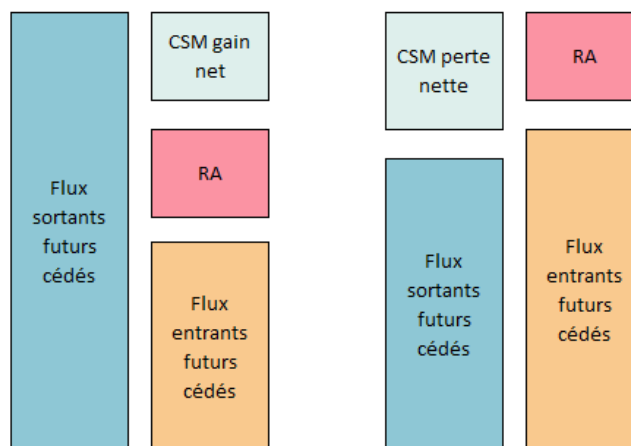 CSM gain
net
RA
Flux
sortants
futurs
cédés
Flux
entrants
futurs
cédés
CSM perte
nette
RA
Flux
sortants
futurs
cédés
Flux
entrants
futurs
cédés